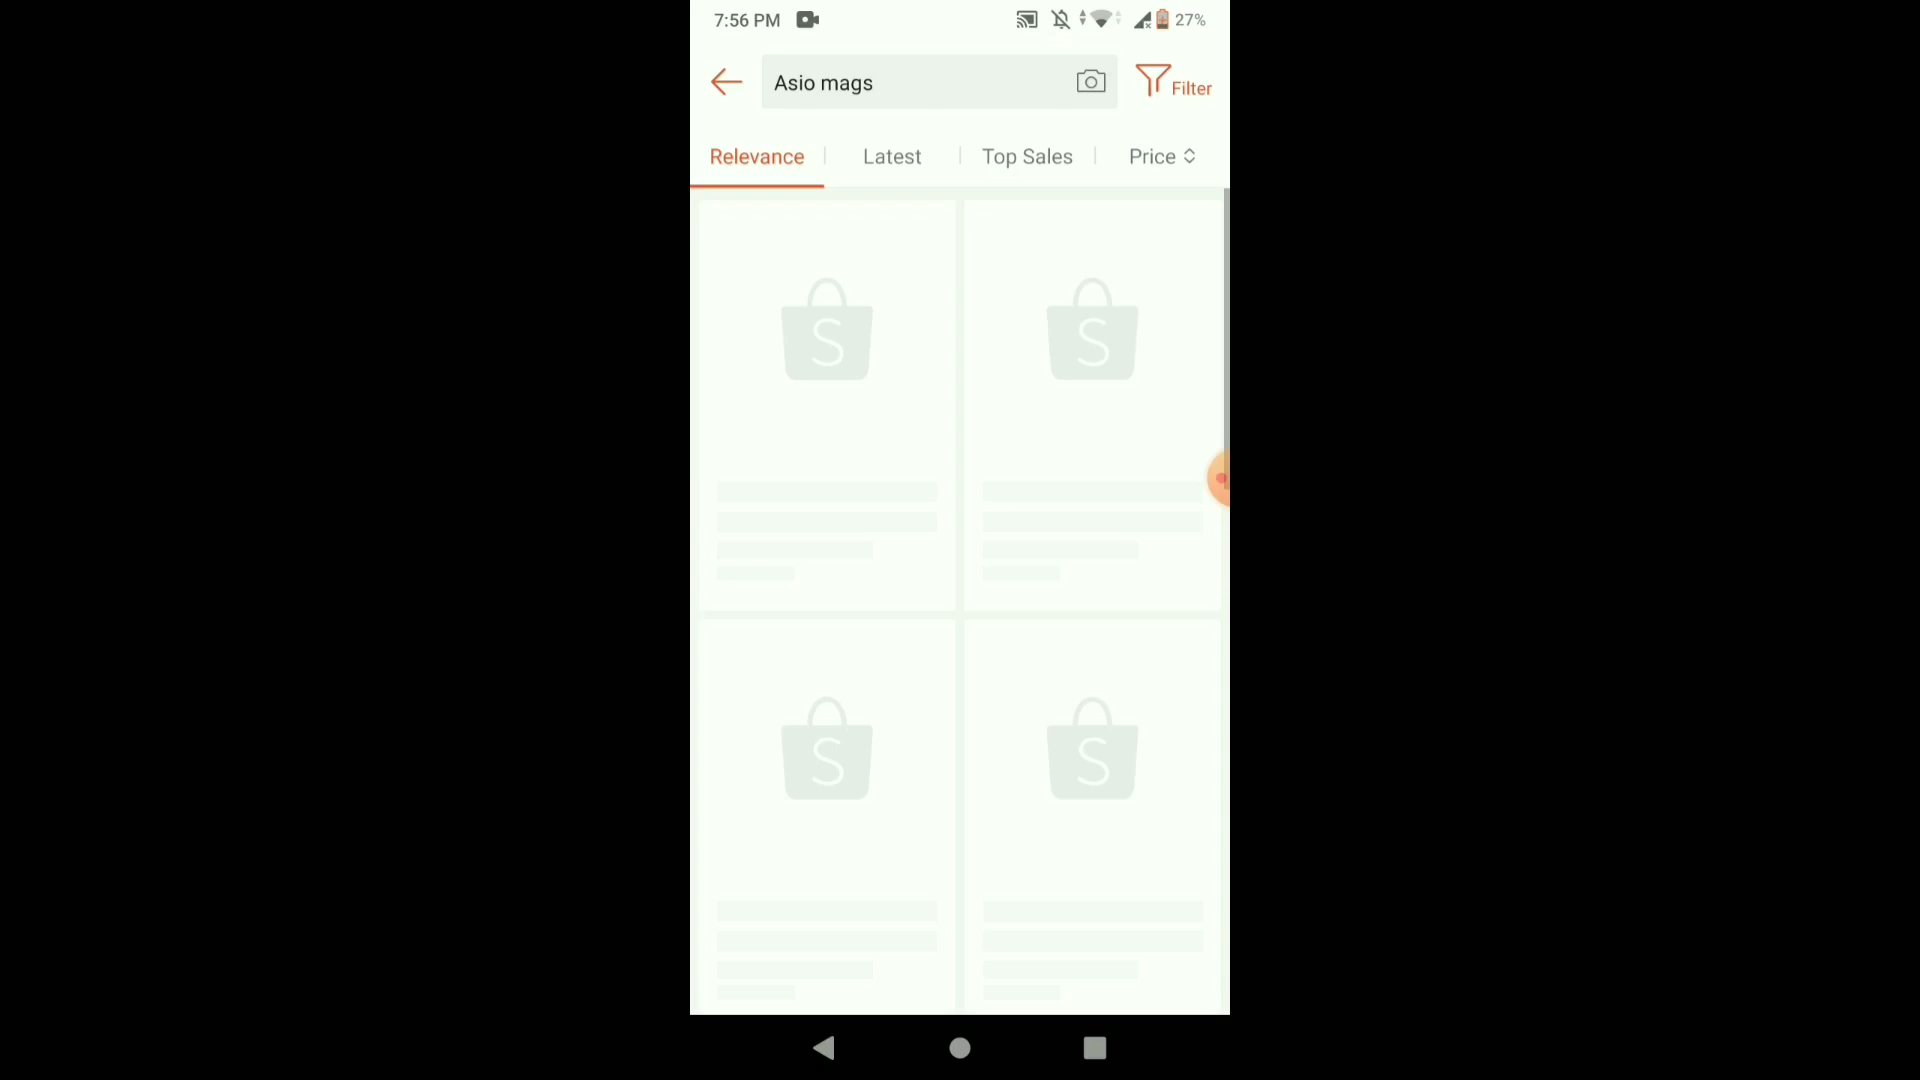 7:56 PM 27%
Asio mags
Filter
Relevance Latest Top Sales Price
S S
S S